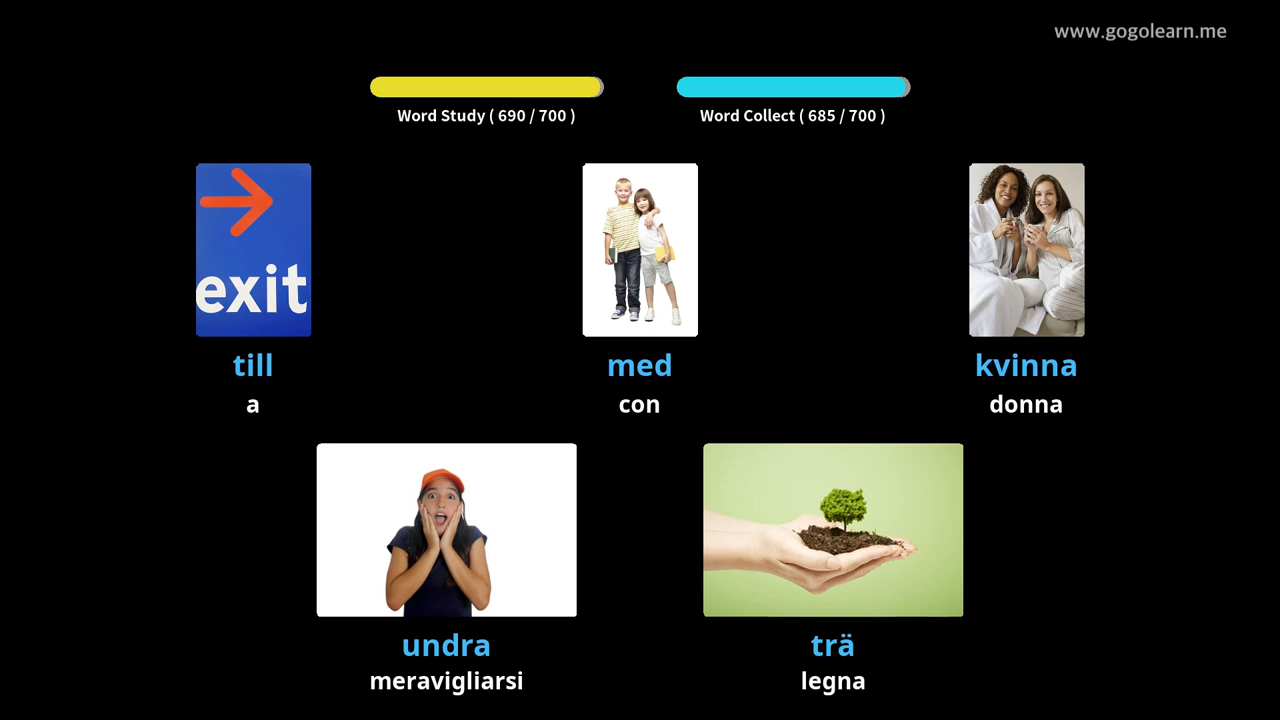 www.gogolearn.me
Word Study ( 690 / 700 )
Word Collect ( 685 / 700 )
exit
till
a
med
con
kvinna
donna
undra
meravigliarsi
trä
legna